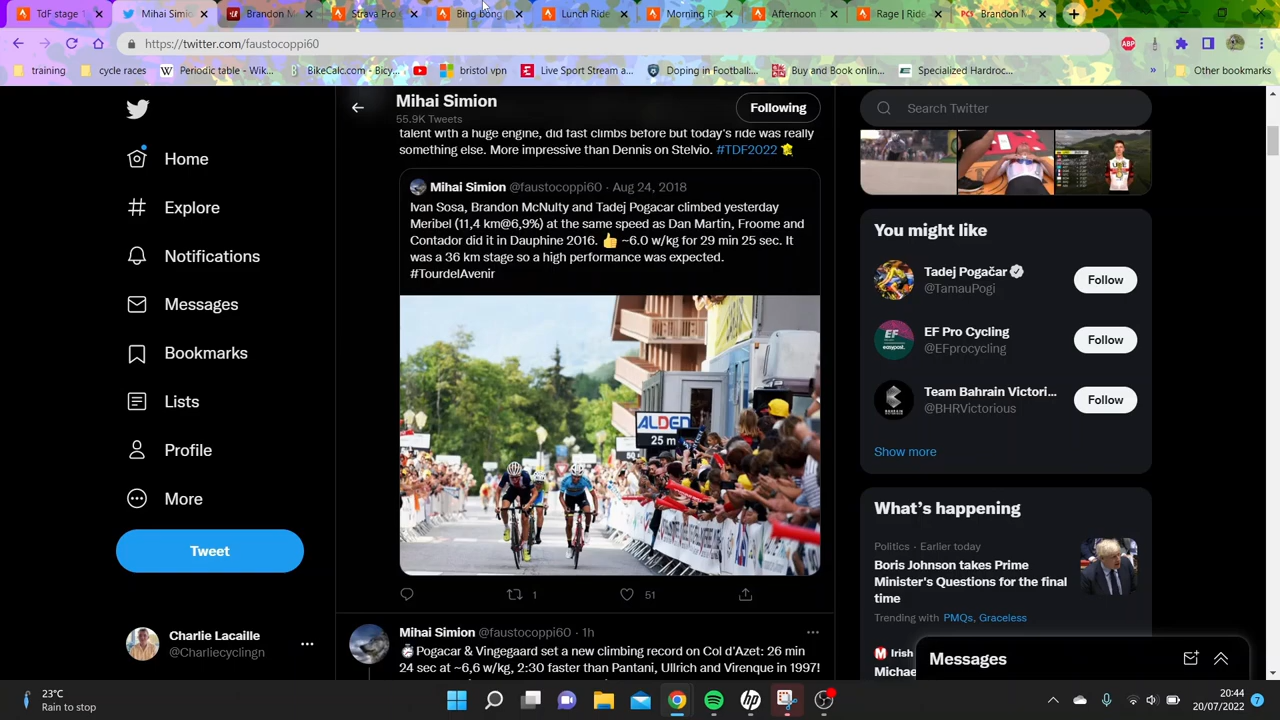 TdF stage 1
Mihai Simio
Brandon M
Strava Pro
Bing bong
Lunch Ride
Morning R
Afternoon
Rage | Ride
Brandon M
https://twitter.com/faustocoppi60
training
cycle races
Periodic table - Wik...
BikeCalc.com - Bicy...
bristol vpn
Live Sport Stream a...
Doping in Football:...
Buy and Book onlin...
Specialized Hardroc...
»
Other bookmarks
Mihai Simion
55.9K Tweets
Following
Search Twitter
Home
Explore
Notifications
Messages
Bookmarks
Lists
Profile
More
Tweet
Charlie Lacaille
@Charliecyclingn
talent with a huge engine, did fast climbs before but today's ride was really
something else. More impressive than Dennis on Stelvio. #TDF2022
Mihai Simion @faustocoppi60 · Aug 24, 2018
Ivan Sosa, Brandon McNulty and Tadej Pogacar climbed yesterday
Meribel (11,4 km@6,9%) at the same speed as Dan Martin, Froome and
Contador did it in Dauphine 2016. 👍 ~6.0 w/kg for 29 min 25 sec. It
was a 36 km stage so a high performance was expected.
#TourdelAvenir
ALDEN
25 m
50
1
51
Mihai Simion @faustocoppi60 · 1h
⏱Pogacar & Vingegaard set a new climbing record on Col d'Azet: 26 min
24 sec at ~6,6 w/kg, 2:30 faster than Pantani, Ullrich and Virenque in 1997!
You might like
Tadej Pogačar
@TamauPogi
Follow
EF Pro Cycling
@EFprocycling
Follow
Team Bahrain Victori...
@BHRVictorious
Follow
Show more
What's happening
Politics · Earlier today
Boris Johnson takes Prime
Minister's Questions for the final
time
Trending with PMQs, Graceless
Irish
Michae
Messages
23°C
Rain to stop
20:44
20/07/2022
7